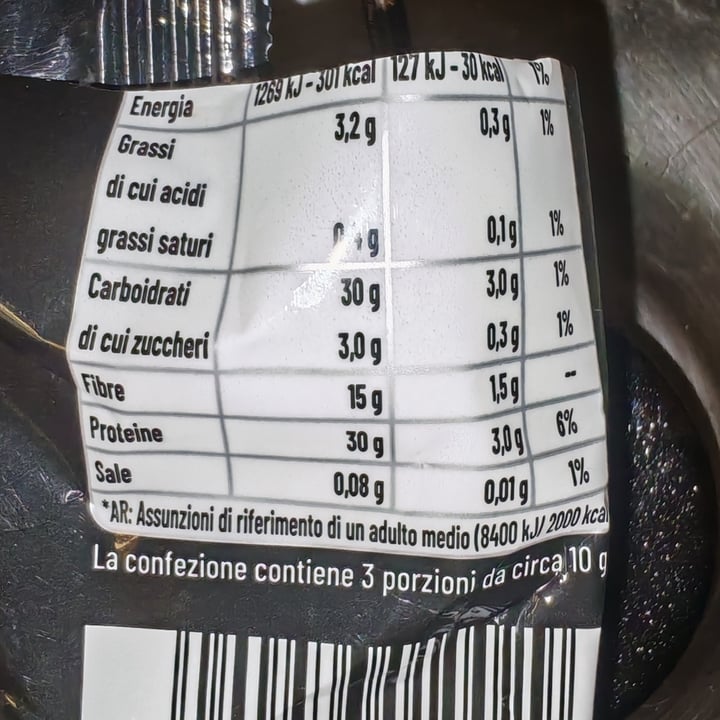 Energia 1269 kJ - 301 kcal 127 kJ - 30 kcal 1%
Grassi 3,2 g 0,3 g 1%
di cui acidi
grassi saturi g 0,1 g 1%
Carboidrati 30 g 3,0 g 1%
di cui zuccheri 3,0 g 0,3 g 1%
Fibre 15 g 1,5 g --
Proteine 30 g 3,0 g 6%
Sale 0,08 g 0,01 g 1%
*AR: Assunzioni di riferimento di un adulto medio (8400 kJ/ 2000 kcal
La confezione contiene 3 porzioni da circa 10 g